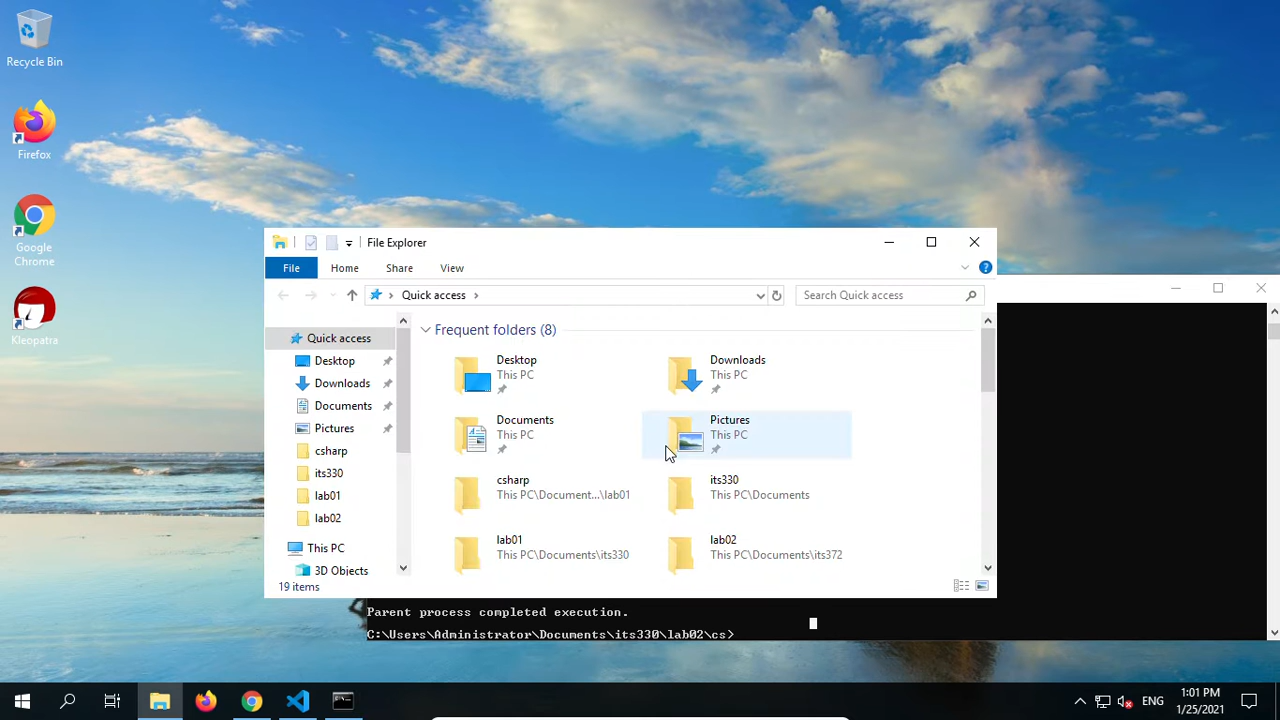 Recycle Bin
Firefox
Google
Chrome
Kleopatra
File Explorer
File
Home
Share
View
Quick access
Search Quick access
Quick access
Desktop
Downloads
Documents
Pictures
csharp
its330
lab01
lab02
This PC
3D Objects
Frequent folders (8)
Desktop
This PC
Downloads
This PC
Documents
This PC
Pictures
This PC
csharp
This PC\Document...\lab01
its330
This PC\Documents
lab01
This PC\Documents\its330
lab02
This PC\Documents\its372
19 items
Parent process completed execution.
C:\Users\Administrator\Documents\its330\lab02\cs>
ENG
1:01 PM
1/25/2021